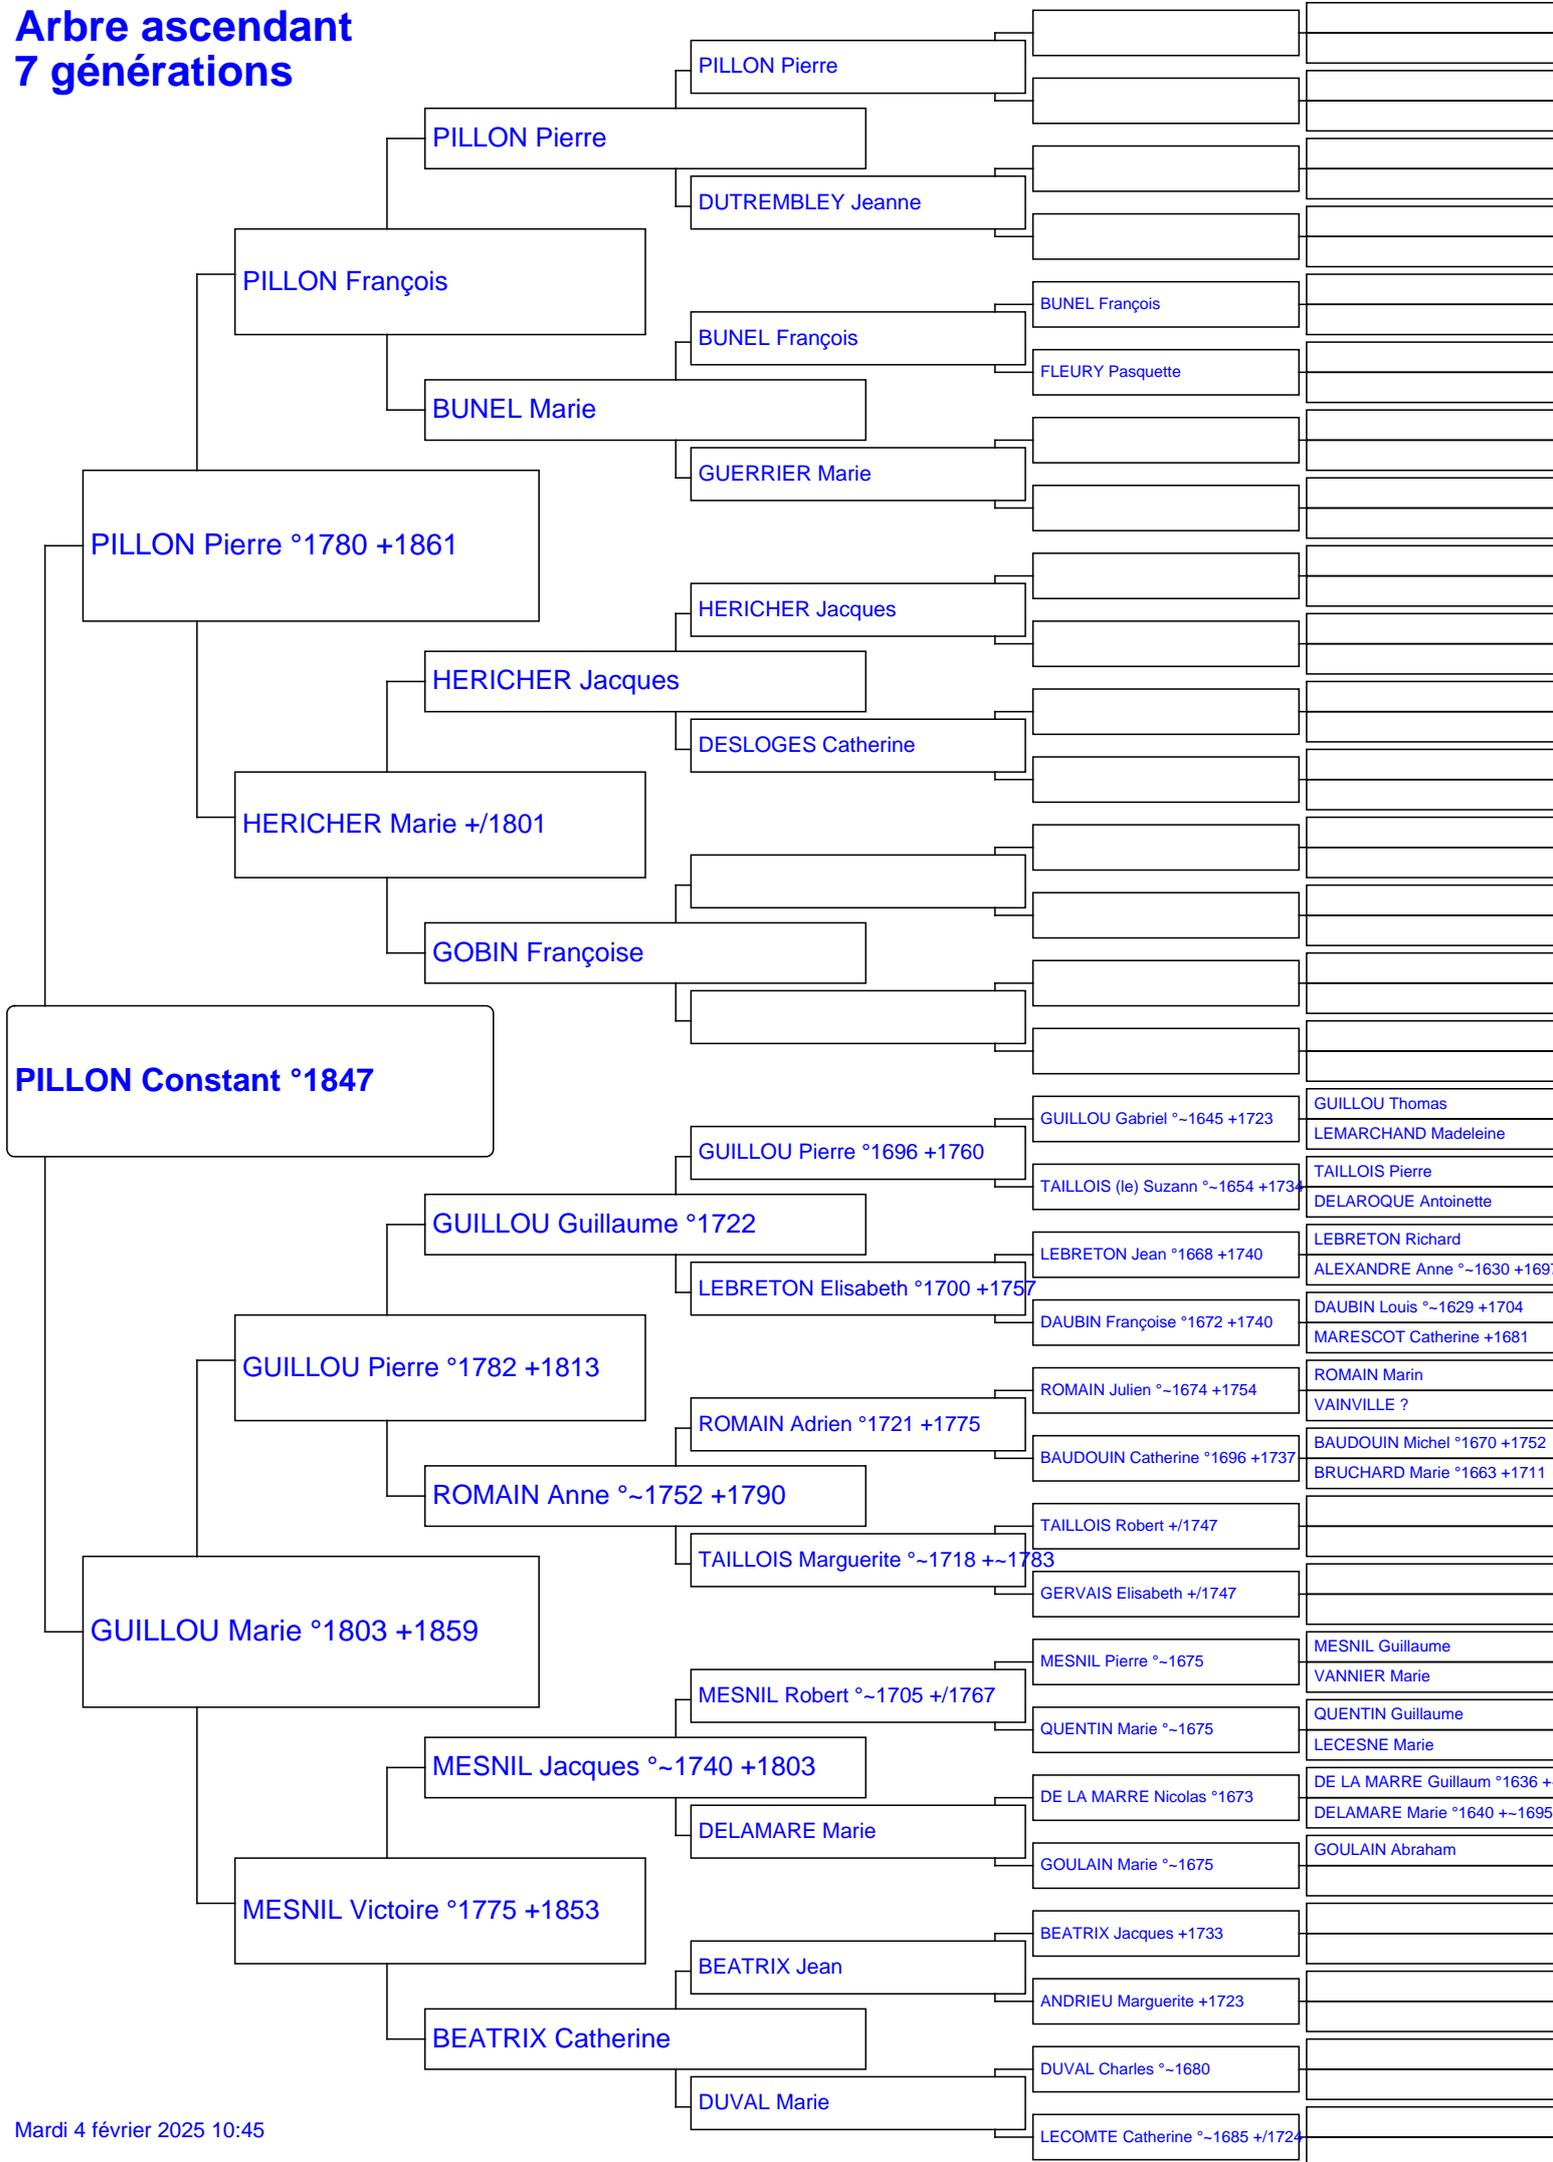 Arbre ascendant
7 générations
PILLON Constant °1847
PILLON Pierre °1780 +1861
GUILLOU Marie °1803 +1859
PILLON François
HERICHER Marie +/1801
GUILLOU Pierre °1782 +1813
MESNIL Victoire °1775 +1853
PILLON Pierre
BUNEL Marie
HERICHER Jacques
GOBIN Françoise
GUILLOU Guillaume °1722
ROMAIN Anne °~1752 +1790
MESNIL Jacques °~1740 +1803
BEATRIX Catherine
PILLON Pierre
DUTREMBLEY Jeanne
BUNEL François
GUERRIER Marie
HERICHER Jacques
DESLOGES Catherine
GUILLOU Pierre °1696 +1760
LEBRETON Elisabeth °1700 +1757
ROMAIN Adrien °1721 +1775
TAILLOIS Marguerite °~1718 +~1783
MESNIL Robert °~1705 +/1767
DELAMARE Marie
BEATRIX Jean
DUVAL Marie
BUNEL François
FLEURY Pasquette
GUILLOU Gabriel °~1645 +1723
TAILLOIS (le) Suzann °~1654 +1734
LEBRETON Jean °1668 +1740
DAUBIN Françoise °1672 +1740
ROMAIN Julien °~1674 +1754
BAUDOUIN Catherine °1696 +1737
TAILLOIS Robert +/1747
GERVAIS Elisabeth +/1747
MESNIL Pierre °~1675
QUENTIN Marie °~1675
DE LA MARRE Nicolas °1673
GOULAIN Marie °~1675
BEATRIX Jacques +1733
ANDRIEU Marguerite +1723
DUVAL Charles °~1680
LECOMTE Catherine °~1685 +/1724
GUILLOU Thomas
LEMARCHAND Madeleine
TAILLOIS Pierre
DELAROQUE Antoinette
LEBRETON Richard
ALEXANDRE Anne °~1630 +1697
DAUBIN Louis °~1629 +1704
MARESCOT Catherine +1681
ROMAIN Marin
VAINVILLE ?
BAUDOUIN Michel °1670 +1752
BRUCHARD Marie °1663 +1711
MESNIL Guillaume
VANNIER Marie
QUENTIN Guillaume
LECESNE Marie
DE LA MARRE Guillaum °1636
DELAMARE Marie °1640 +~1695
GOULAIN Abraham
Mardi 4 février 2025 10:45